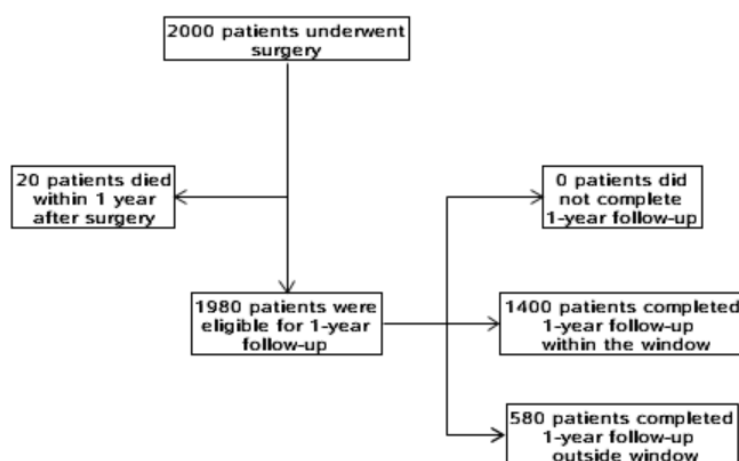 2000 patients underwent
surgery
20 patients died
within 1 year
after surgery
0 patients did
not complete
1-year follow-up
1980 patients were
eligible for 1-year
follow-up
1400 patients completed
1-year follow-up
within the window
580 patients completed
1-year follow-up
outside window